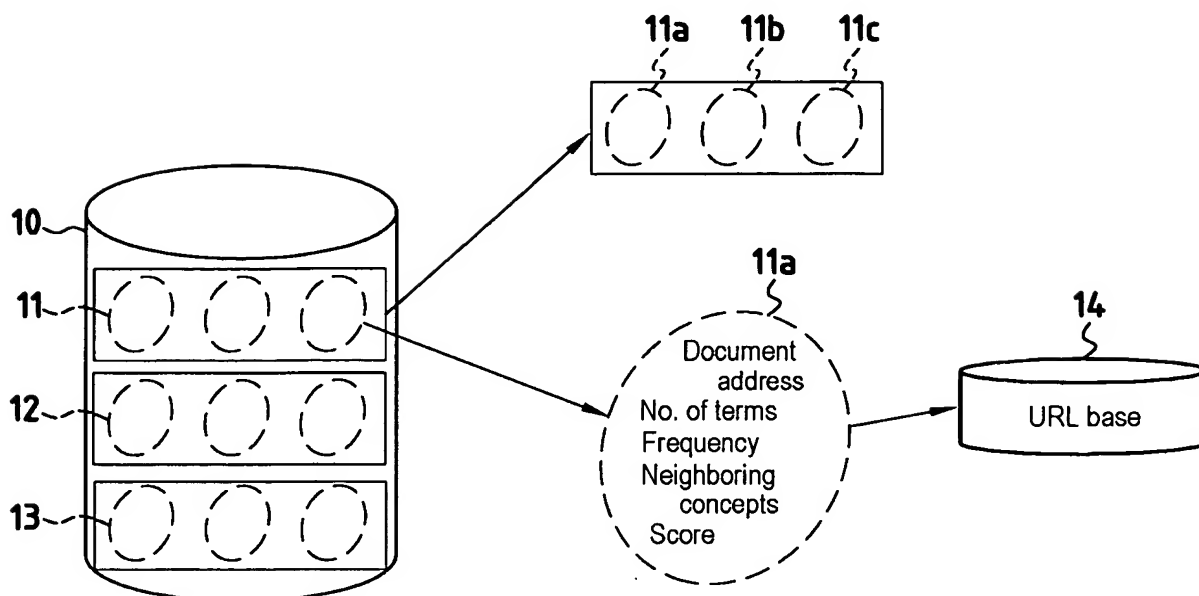 11a 11b 11c
10
11
12
13
11a
Document
address
No. of terms
Frequency
Neighboring
concepts
Score
14
URL base